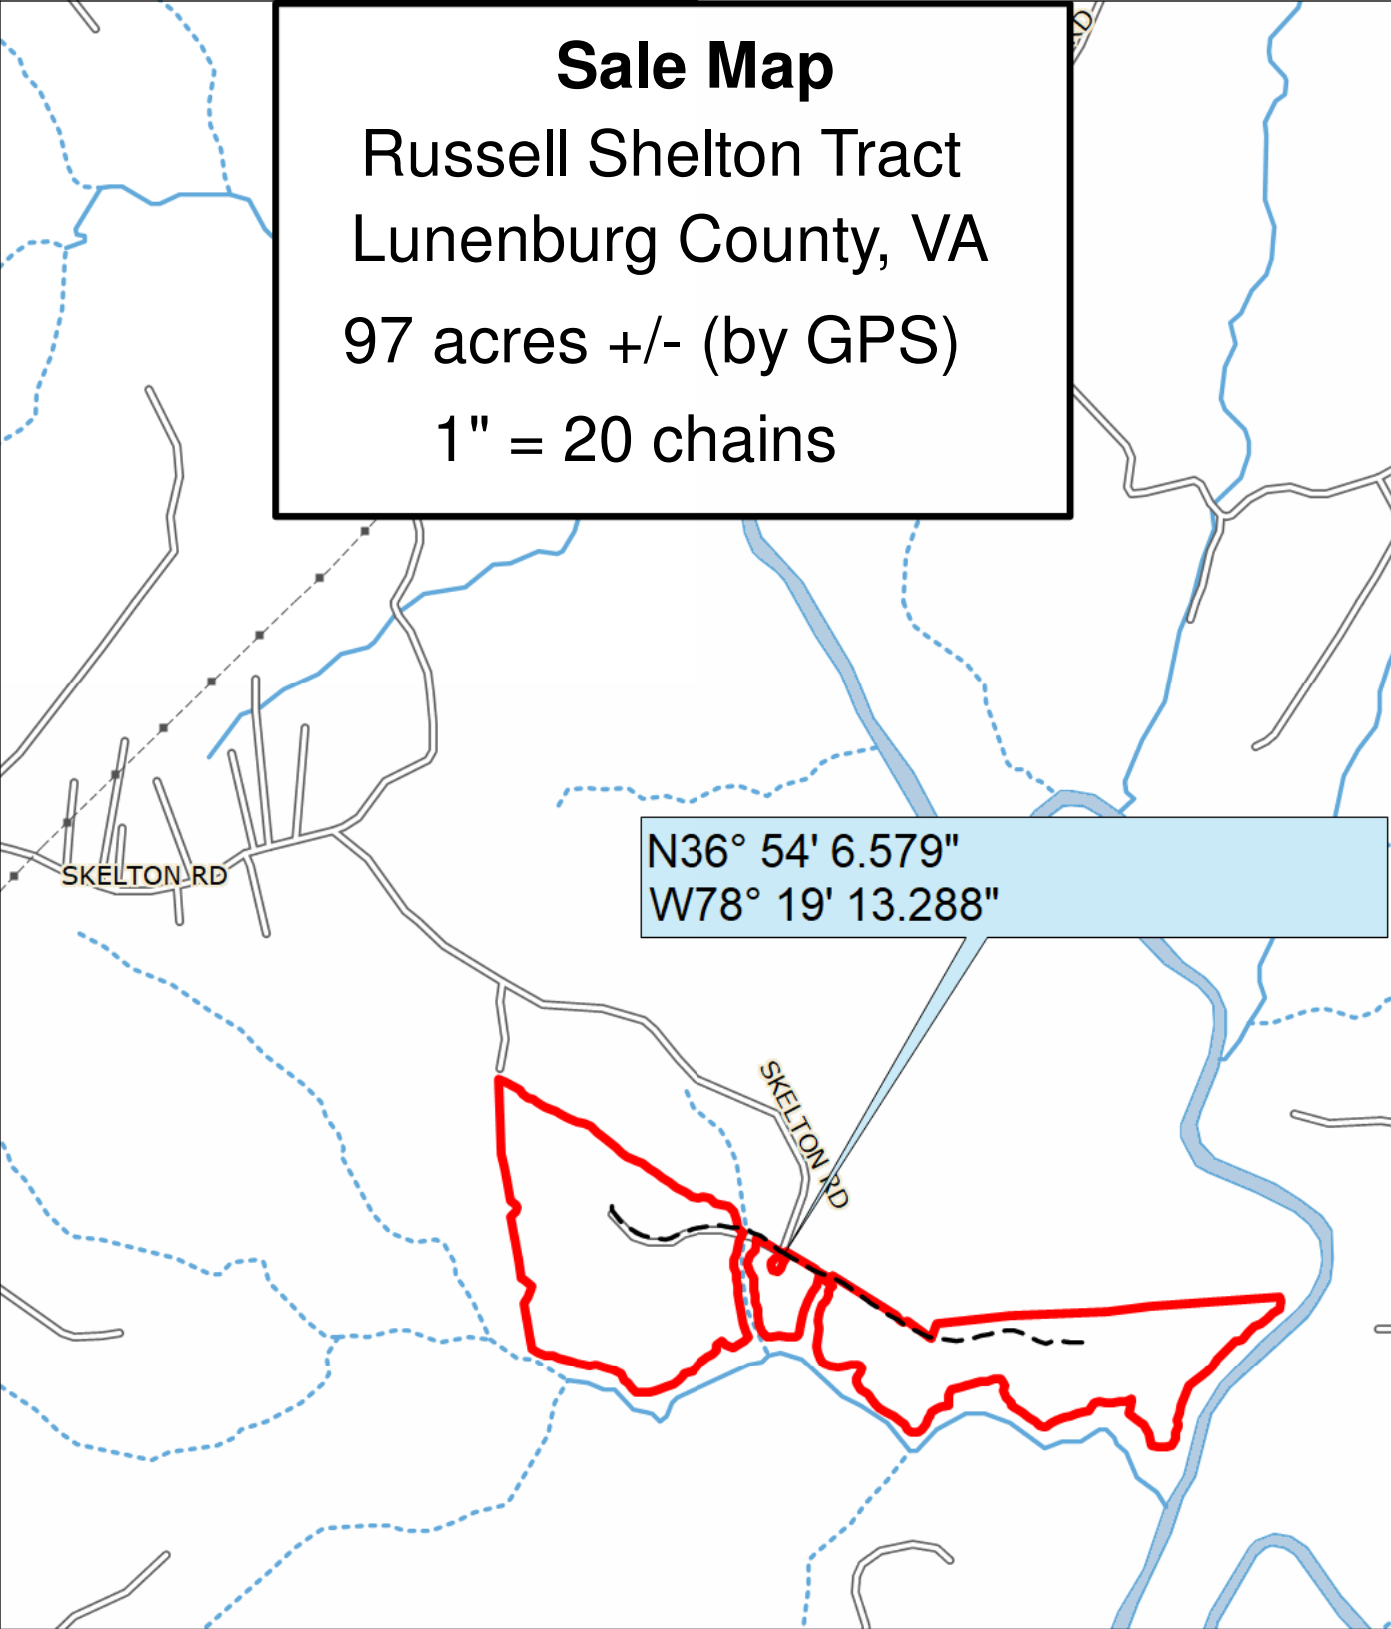 Sale Map
RD
Russell Shelton Tract
Lunenburg County, VA
97 acres +/- (by GPS)
1" = 20 chains
N36° 54' 6.579"
W78° 19' 13.288"
SKELTON RD
SKELTON RD